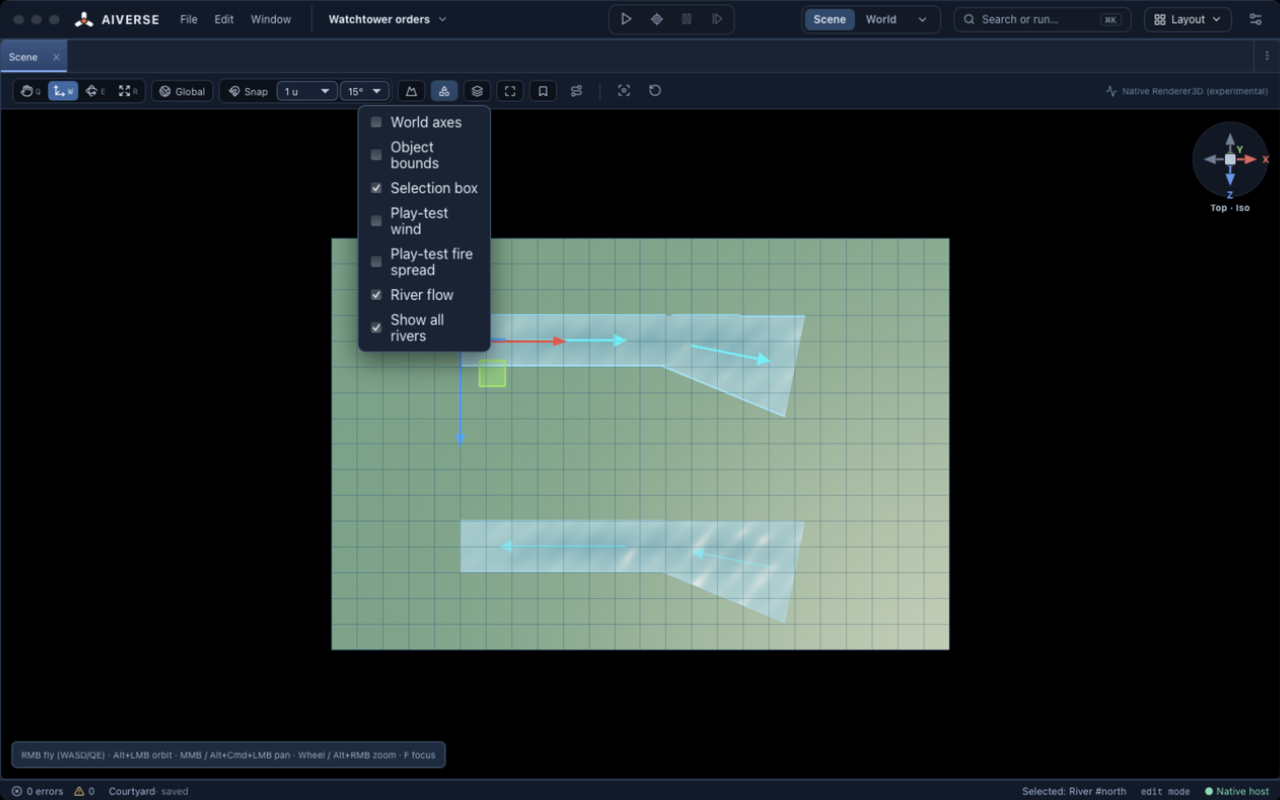 AIVERSE File Edit Window Watchtower orders Scene World Search or run... ⌘K Layout
Scene
Q W E R Global Snap 1 u 15° Native Renderer3D (experimental)
World axes
Object
bounds
Selection box
Play-test
wind
Play-test fire
spread
River flow
Show all
rivers
Y
X
Z
Top · Iso
RMB fly (WASD/QE) · Alt+LMB orbit · MMB / Alt+Cmd+LMB pan · Wheel / Alt+RMB zoom · F focus
0 errors 0 Courtyard · saved Selected: River #north edit mode Native host